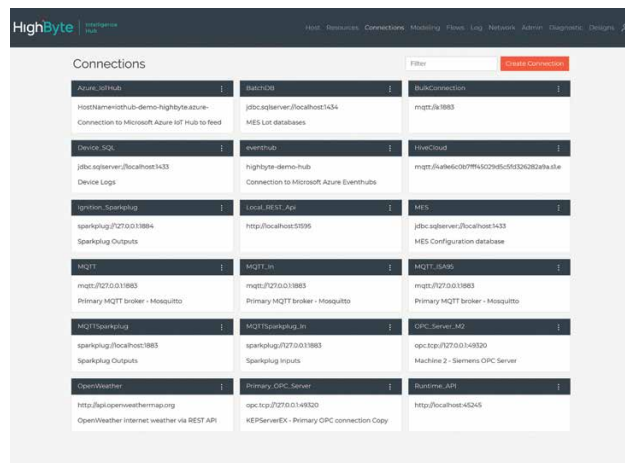 HighByte Intelligence Hub
Host Resources Connections Modeling Flows Log Network Admin Diagnostic Designs
Connections
Filter
Create Connection
Azure_IoTHub
HostName=iothub-demo-highbyte.azure-
Connection to Microsoft Azure IoT Hub to feed
BatchDB
jdbc:sqlserver://localhost:1434
MES Lot databases
BulkConnection
mqtt://a:1883
Device_SQL
jdbc:sqlserver://localhost:1433
Device Logs
eventhub
highbyte-demo-hub
Connection to Microsoft Azure Eventhubs
HiveCloud
Ignition_Sparkplug
sparkplug://127.0.0.1:1884
Sparkplug Outputs
Local_REST_Api
http://localhost:51595
MES
jdbc:sqlserver://localhost:1433
MES Configuration database
MQTT
mqtt://127.0.0.1:1883
Primary MQTT broker - Mosquitto
MQTT_In
mqtt://127.0.0.1:1883
Primary MQTT broker - Mosquitto
MQTT_ISA95
mqtt://127.0.0.1:1883
Primary MQTT broker - Mosquitto
MQTTSparkplug
sparkplug://localhost:1883
Sparkplug Outputs
MQTTSparkplug_In
sparkplug://127.0.0.1:1883
Sparkplug Inputs
OPC_Server_M2
opc.tcp://127.0.0.1:49320
Machine 2 - Siemens OPC Server
OpenWeather
http://api.openweathermap.org
OpenWeather internet weather via REST API
Primary_OPC_Server
opc.tcp://127.0.0.1:49320
KEPServerEX - Primary OPC connection Copy
Runtime_API
http://localhost:45245